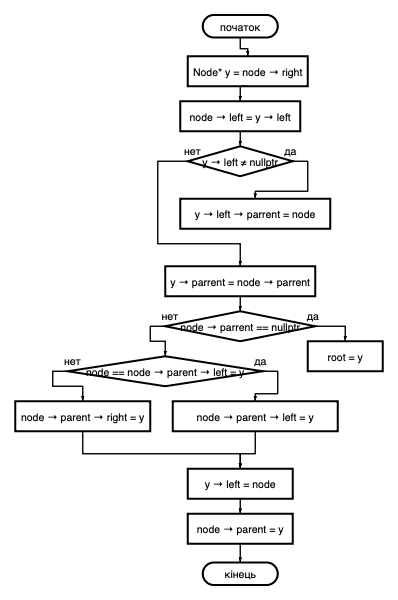 початок
Node* y = node → right
node → left = y → left
нет
да
y → left ≠ nullptr
y → left → parrent = node
y → parrent = node → parrent
нет
да
node → parent == nullptr
root = y
нет
да
node == node → parent → left = y
node → parent → right = y
node → parent → left = y
y → left = node
node → parent = y
кінець